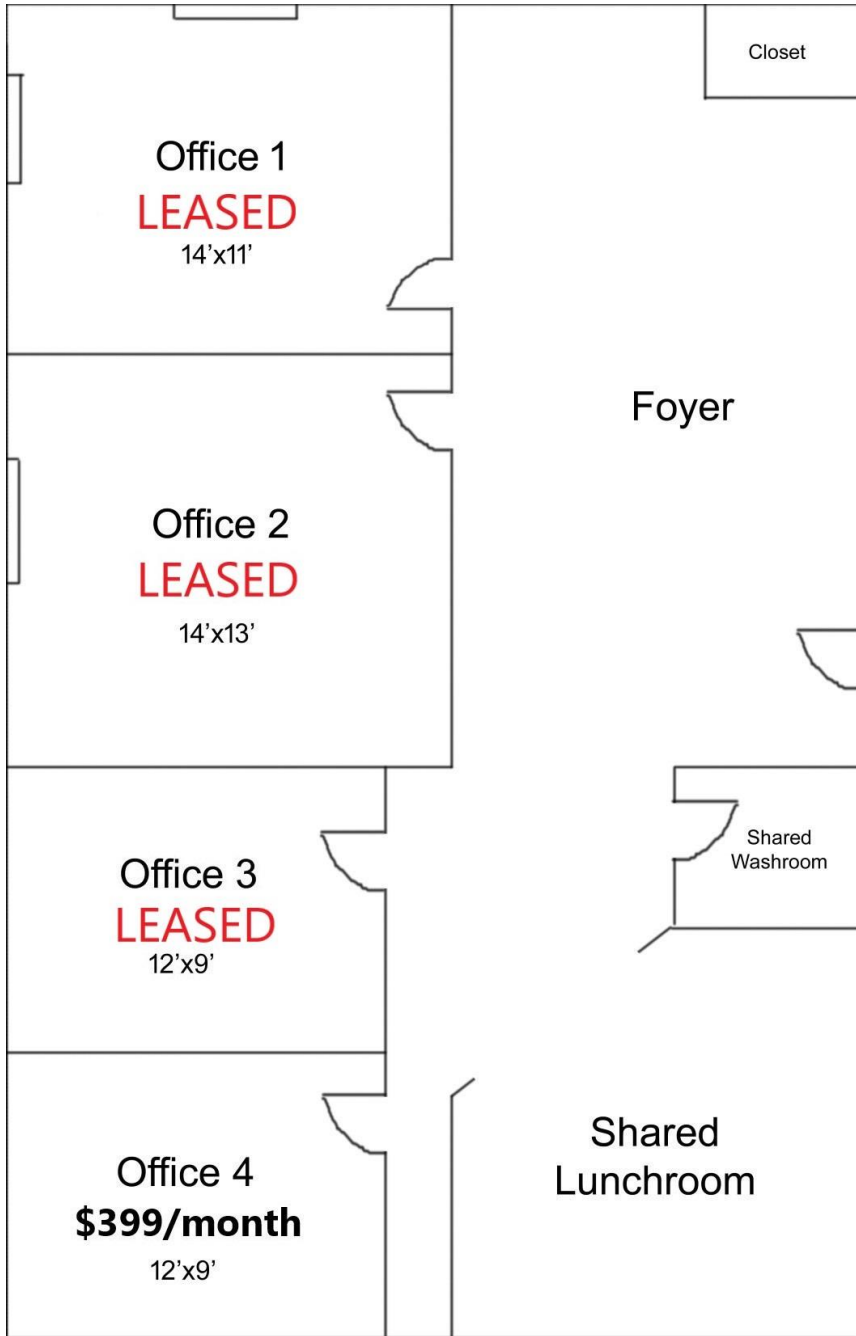 Closet
Office 1
LEASED
14’x11’
Foyer
Office 2
LEASED
14’x13’
Shared
Washroom
Office 3
LEASED
12’x9’
Shared
Lunchroom
Office 4
$399/month
12’x9’